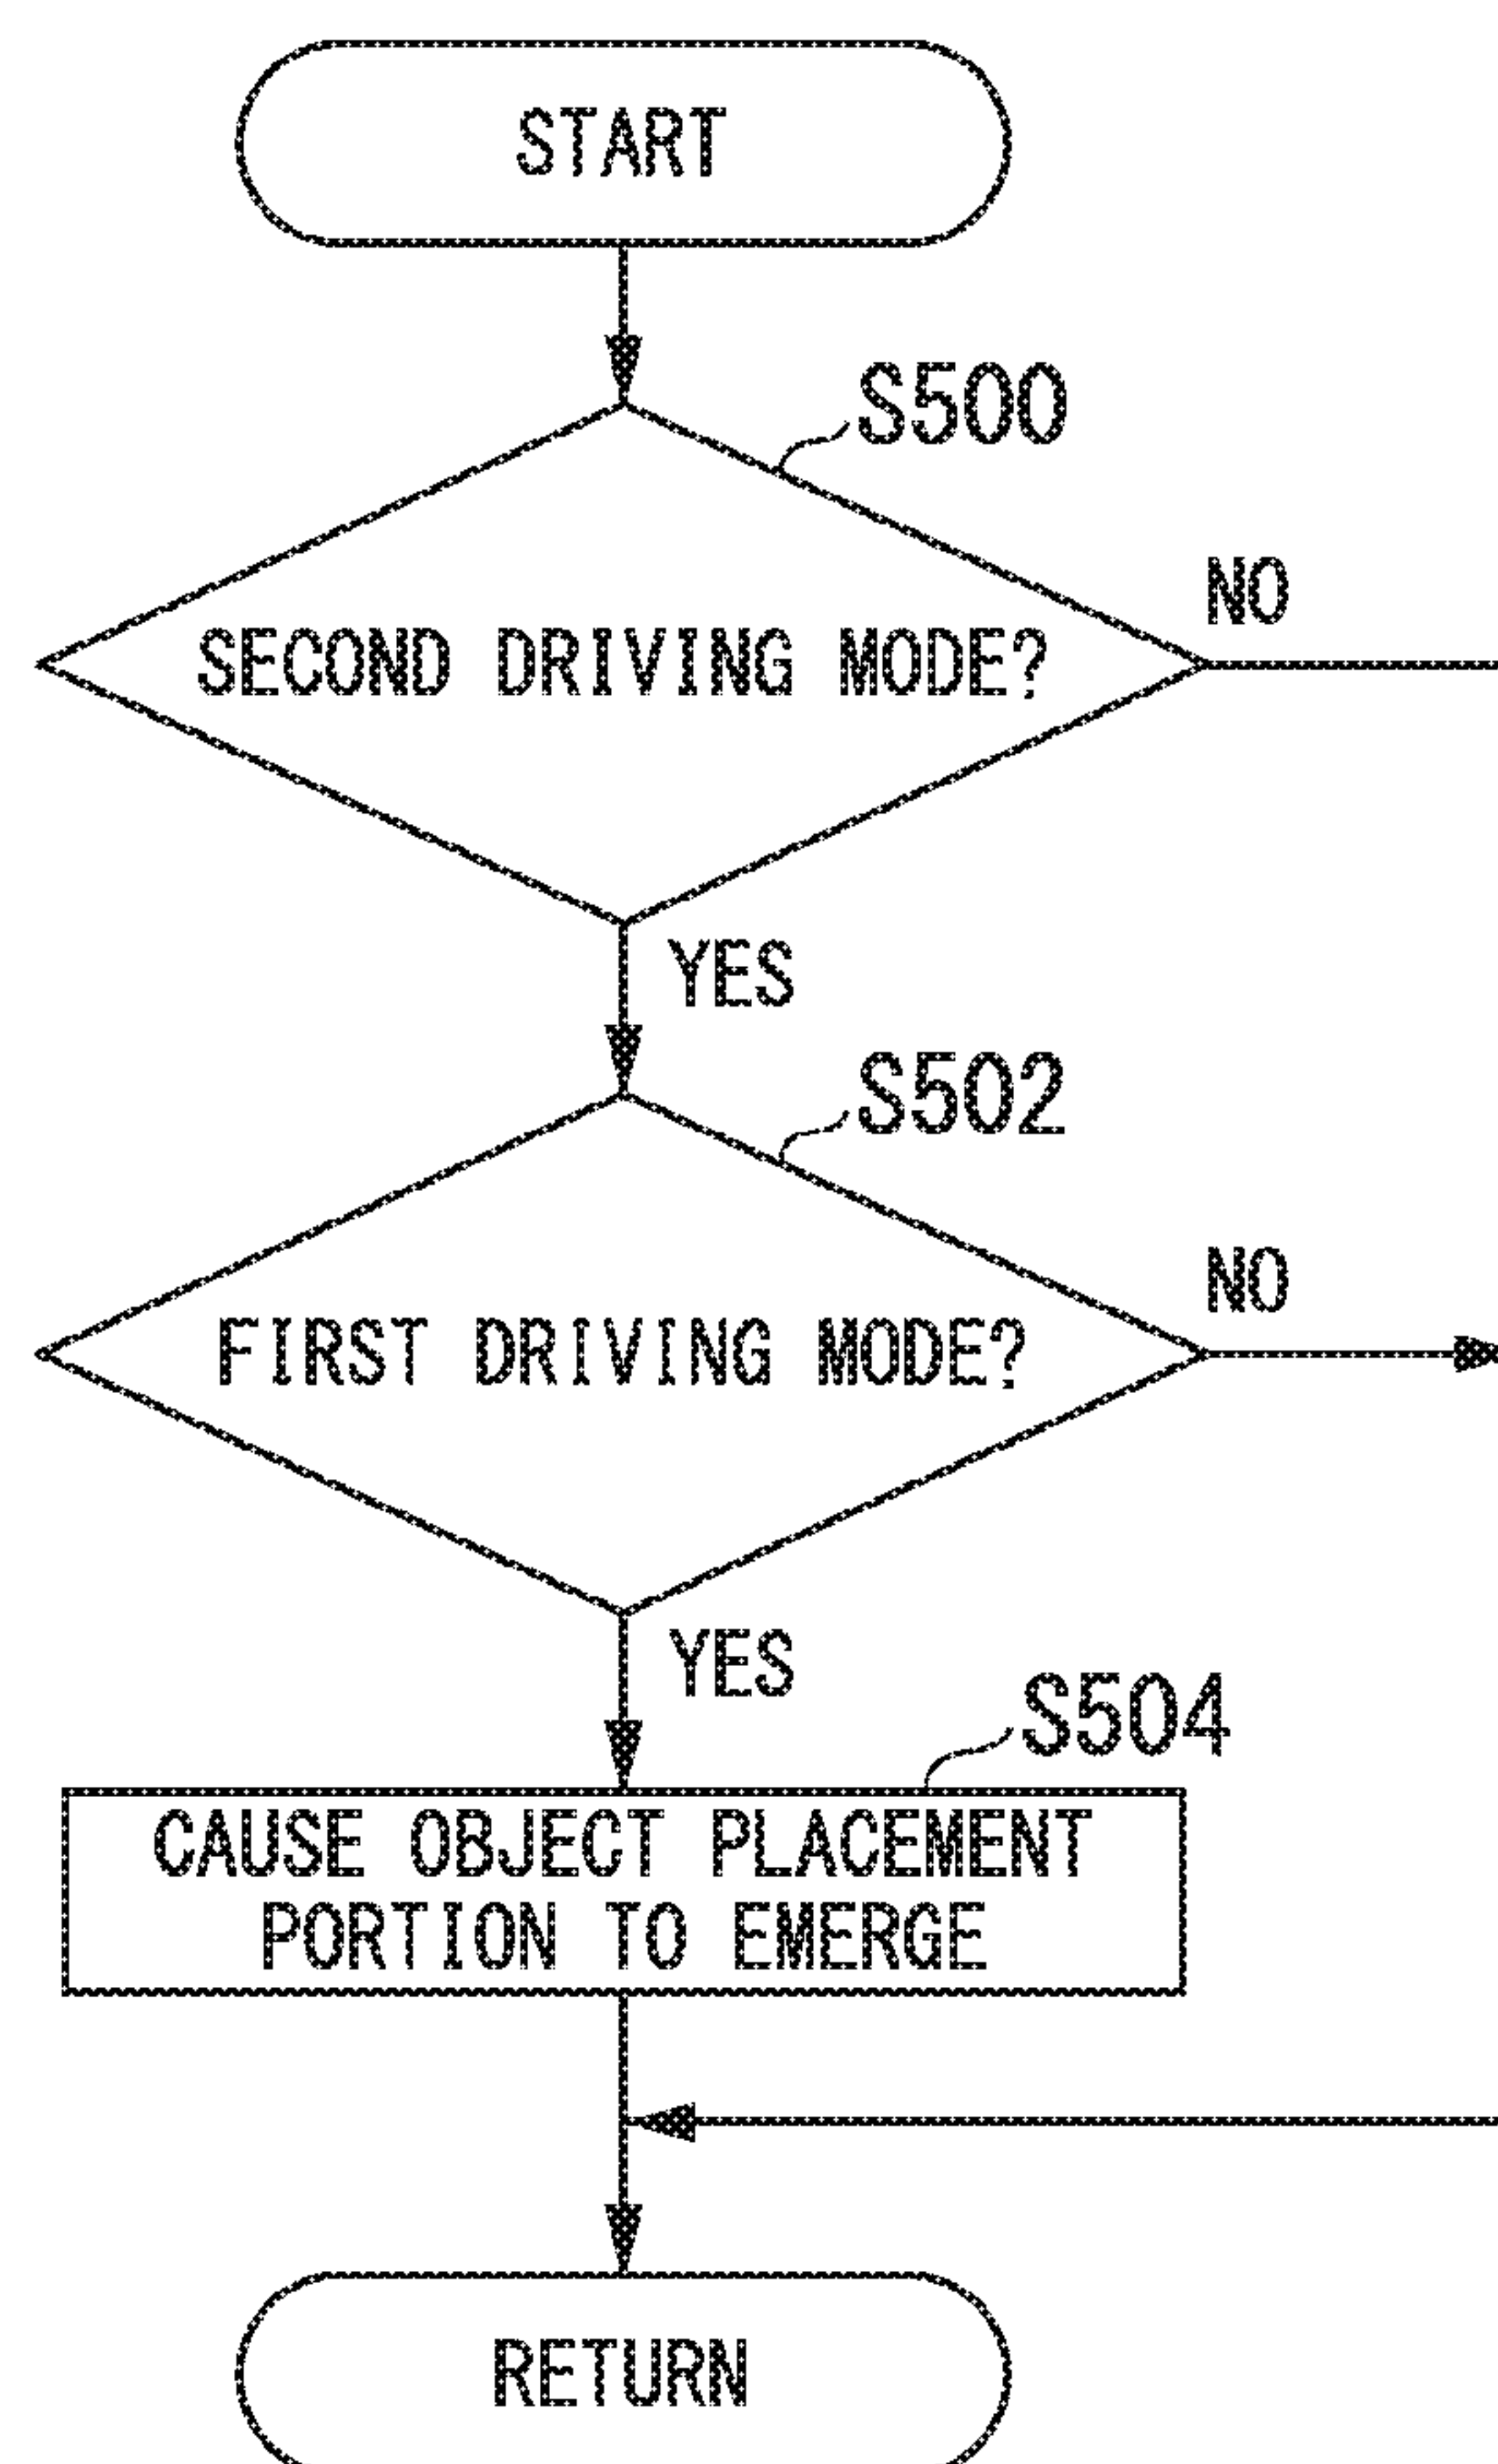 START
S500
NO
SECOND DRIVING MODE?
YES
S502
NO
FIRST DRIVING MODE?
YES
S504
CAUSE OBJECT PLACEMENT
PORTION TO EMERGE
RETURN